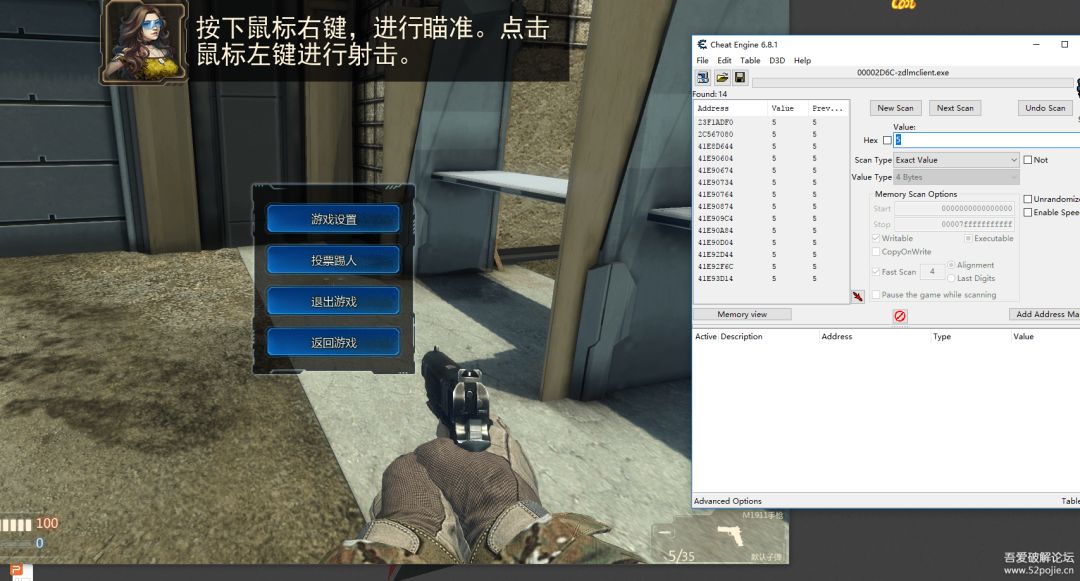 按下鼠标右键，进行瞄准。点击
鼠标左键进行射击。
游戏设置
投票踢人
退出游戏
返回游戏
100
0
M1911手枪
5/35
默认子弹
Cheat Engine 6.8.1
File Edit Table D3D Help
00002D6C-zdlmclient.exe
Found: 14
Address Value Prev...
23F1ADF0 5 5
2C567080 5 5
41E8D644 5 5
41E90604 5 5
41E90674 5 5
41E90734 5 5
41E90764 5 5
41E90874 5 5
41E909C4 5 5
41E90A84 5 5
41E90D04 5 5
41E92D44 5 5
41E92F6C 5 5
41E93D14 5 5
New Scan Next Scan Undo Scan
Value:
Hex 5
Scan Type Exact Value Not
Value Type 4 Bytes
Memory Scan Options
Start 0000000000000000
Stop 00007fffffffffff
Writable Executable
CopyOnWrite
Fast Scan 4 Alignment
Last Digits
Pause the game while scanning
Unrandomize
Enable Spee
Memory view
Add Address Ma
Active Description Address Type Value
Advanced Options
Table
吾爱破解论坛
www.52pojie.cn